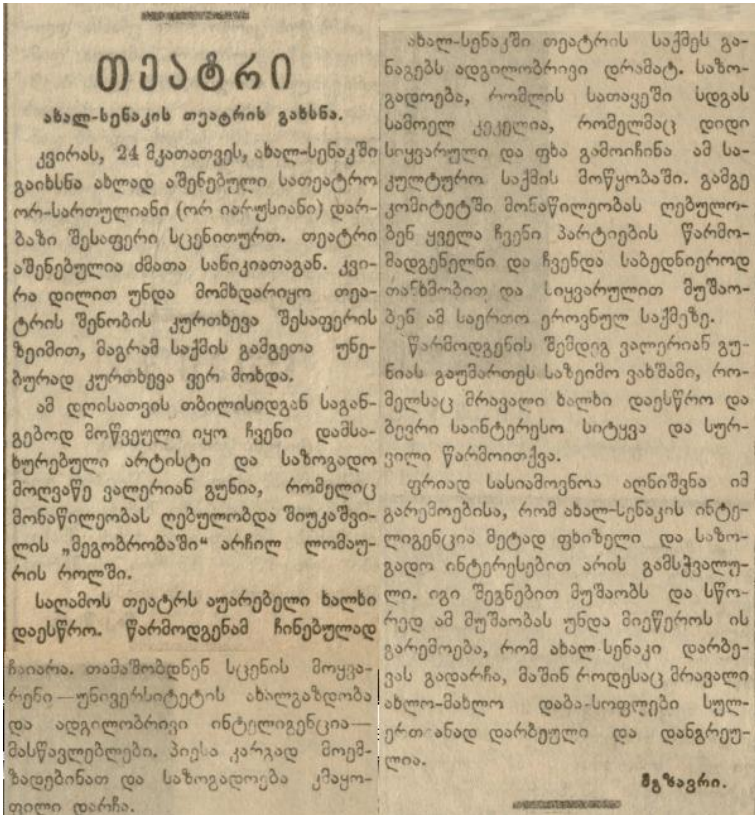 თეატრი
ახალ-სენაკის თეატრის გახსნა.
კვირას, 24 მკათათვეს, ახალ-სენაკში
გაიხსნა ახლად აშენებული სათეატრო
ორ-სართულიანი (ორ იარუსიანი) დარ-
ბაზი შესაფერი სცენითურთ. თეატრი
აშენებულია ძმათა სანიკიათაგან. კვი-
რა დილით უნდა მომხდარიყო თეა-
ტრის შენობის კურთხევა შესაფერის
ზეიმით, მაგრამ საქმის გამგეთა უნე-
ბურად კურთხევა ვერ მოხდა.
ამ დღისათვის თბილისიდგან საგან-
გებოდ მოწვეული იყო ჩვენი დამსა-
ხურებული არტისტი და საზოგადო
მოღვაწე ვალერიან გუნია, რომელიც
მონაწილეობას ღებულობდა შიუკაშვი-
ლის „მეგობრობაში“ არჩილ ლომაუ-
რის როლში.
საღამოს თეატრს აუარებელი ხალხი
დაესწრო. წარმოდგენამ ჩინებულად
ჩაიარა. თამაშობდნენ სცენის მოყვა-
რენი—უნივერსიტეტის ახალგაზდობა
და ადგილობრივი ინტელიგენცია—
მასწავლებლები. პიესა კარგად მოემ-
ზადებინათ და საზოგადოება კმაყო-
ფილი დარჩა.
ახალ-სენაკში თეატრის საქმეს გა-
ნაგებს ადგილობრივი დრამატ. საზო-
გადოება, რომლის სათავეში სდგას
სამოელ კეკელია, რომელმაც დიდი
სიყვარული და ფხა გამოიჩინა ამ სა-
კულტურო საქმის მოწყობაში. გამგე
კომიტეტში მონაწილეობას ღებულო-
ბენ ყველა ჩვენი პარტიების წარმო-
მადგენელნი და ჩვენდა საბედნიეროდ
თანხმობით და სიყვარულით მუშაო-
ბენ ამ საერთო ეროვნულ საქმეზე.
წარმოდგენის შემდეგ ვალერიან გუ-
ნიას გაუმართეს საზეიმო ვახშამი, რო-
მელსაც მრავალი ხალხი დაესწრო და
ბევრი საინტერესო სიტყვა და სურ-
ვილი წარმოითქვა.
ფრიად სასიამოვნოა აღნიშვნა იმ
გარემოებისა, რომ ახალ-სენაკის ინტე-
ლიგენცია მეტად ფხიზელი და საზო-
გადო ინტერესებით არის გამსჭვალუ-
ლი. იგი შეგნებით მუშაობს და სწო-
რედ ამ მუშაობას უნდა მიეწეროს ის
გარემოება, რომ ახალ-სენაკი დარბე-
ვას გადარჩა, მაშინ როდესაც მრავალი
ახლო-მახლო დაბა-სოფლები სულ-
ერთ ანად დარბეული და დანგრეუ-
ლია.
მგზავრი.